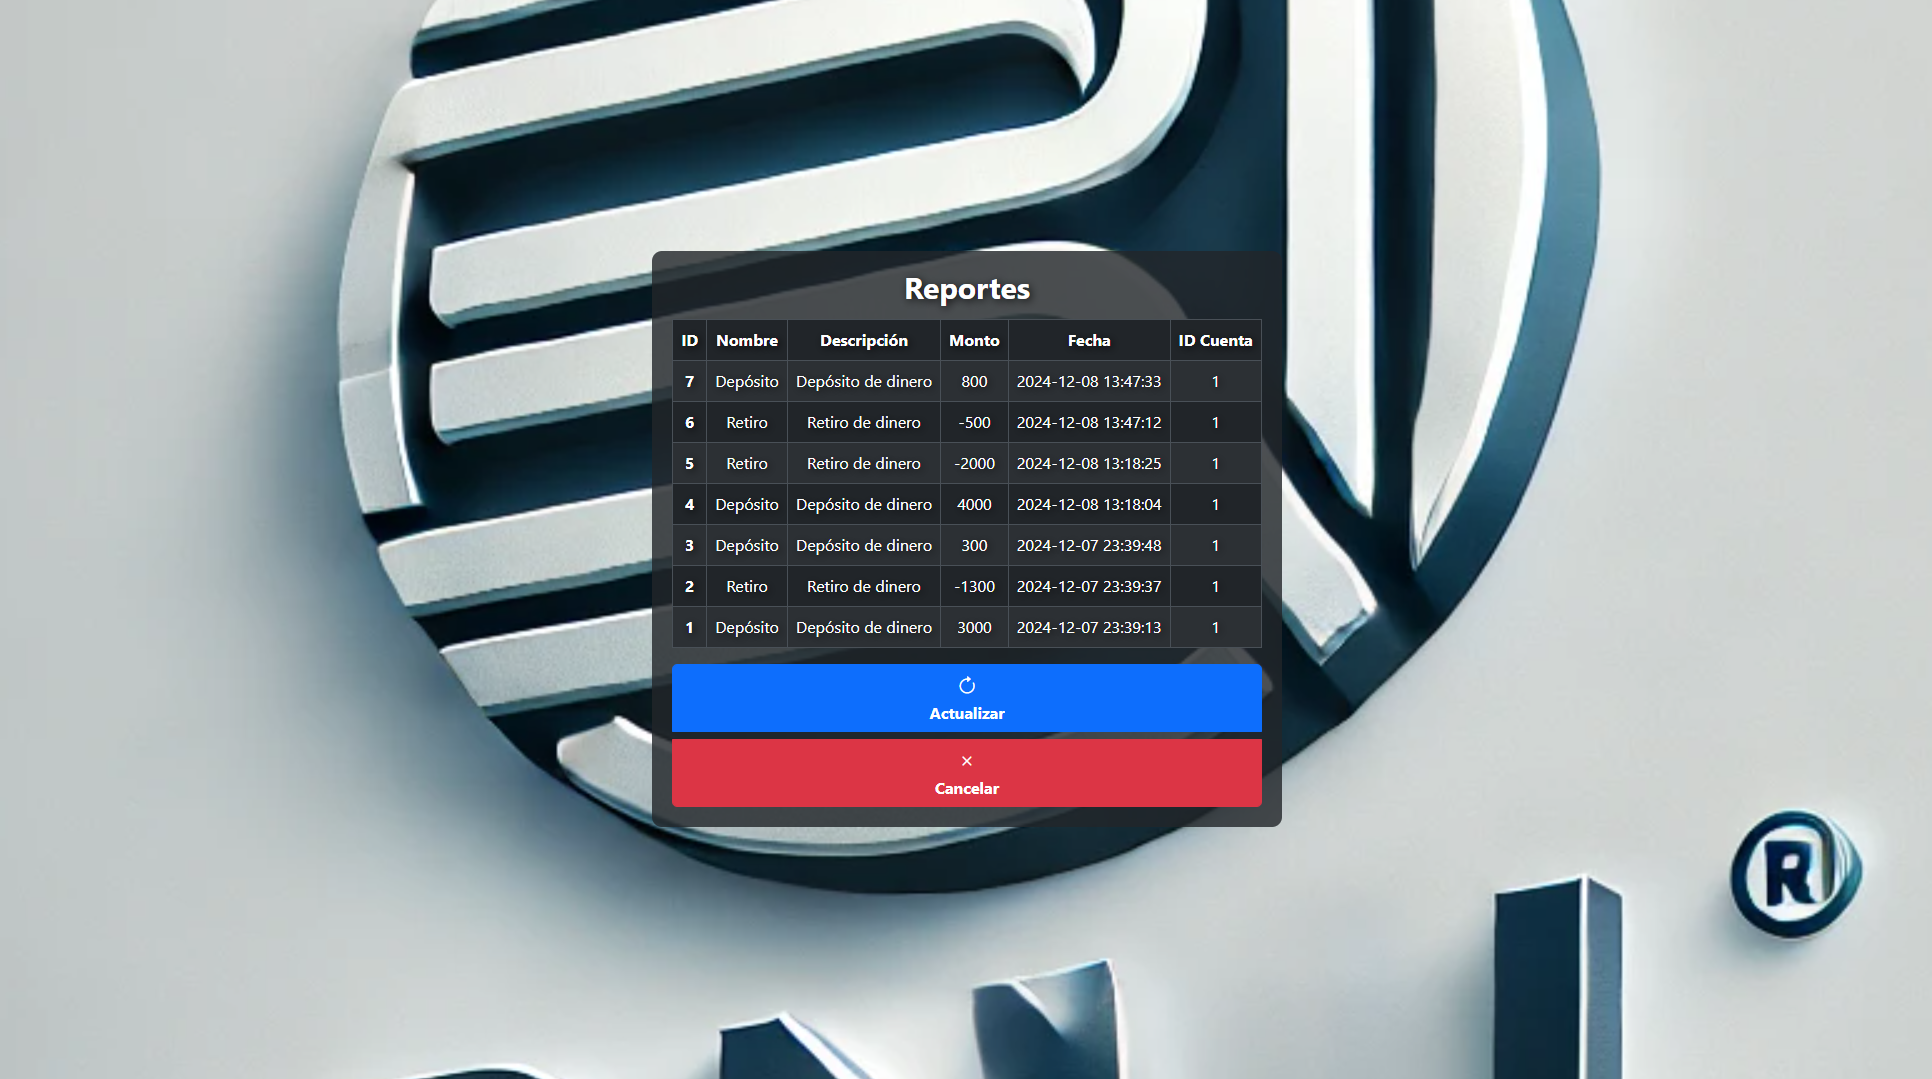 Reportes
ID Nombre Descripción Monto Fecha ID Cuenta
7 Depósito Depósito de dinero 800 2024-12-08 13:47:33 1
6 Retiro Retiro de dinero -500 2024-12-08 13:47:12 1
5 Retiro Retiro de dinero -2000 2024-12-08 13:18:25 1
4 Depósito Depósito de dinero 4000 2024-12-08 13:18:04 1
3 Depósito Depósito de dinero 300 2024-12-07 23:39:48 1
2 Retiro Retiro de dinero -1300 2024-12-07 23:39:37 1
1 Depósito Depósito de dinero 3000 2024-12-07 23:39:13 1
Actualizar
Cancelar
®